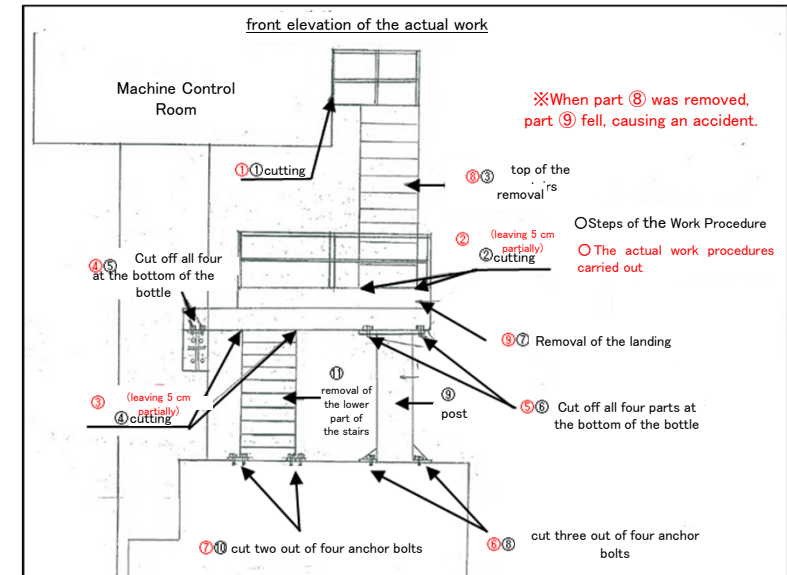 front elevation of the actual work
Machine Control
Room
※When part ⑧ was removed,
part ⑨ fell, causing an accident.
①①cutting
⑧③ top of the
removal
○Steps of the Work Procedure
○The actual work procedures
carried out
② (leaving 5 cm
partially)
②cutting
④⑤ Cut off all four
at the bottom of the
bottle
⑨⑦ Removal of the landing
⑪
removal of
the lower
part of
the stairs
⑨
post
③ (leaving 5 cm
partially)
④cutting
⑤⑥ Cut off all four parts at
the bottom of the bottle
⑦⑩ cut two out of four anchor bolts
⑥⑧ cut three out of four anchor
bolts